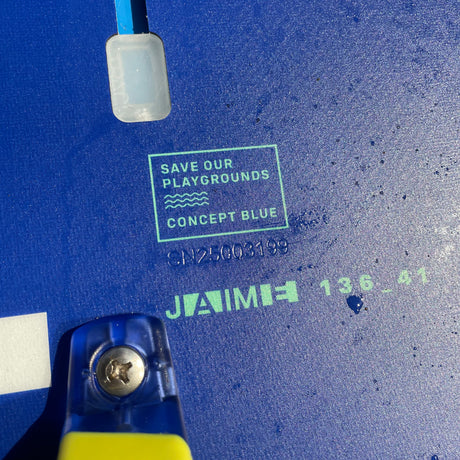 SAVE OUR
PLAYGROUNDS
CONCEPT BLUE
SN25003199
JAIME 136_41